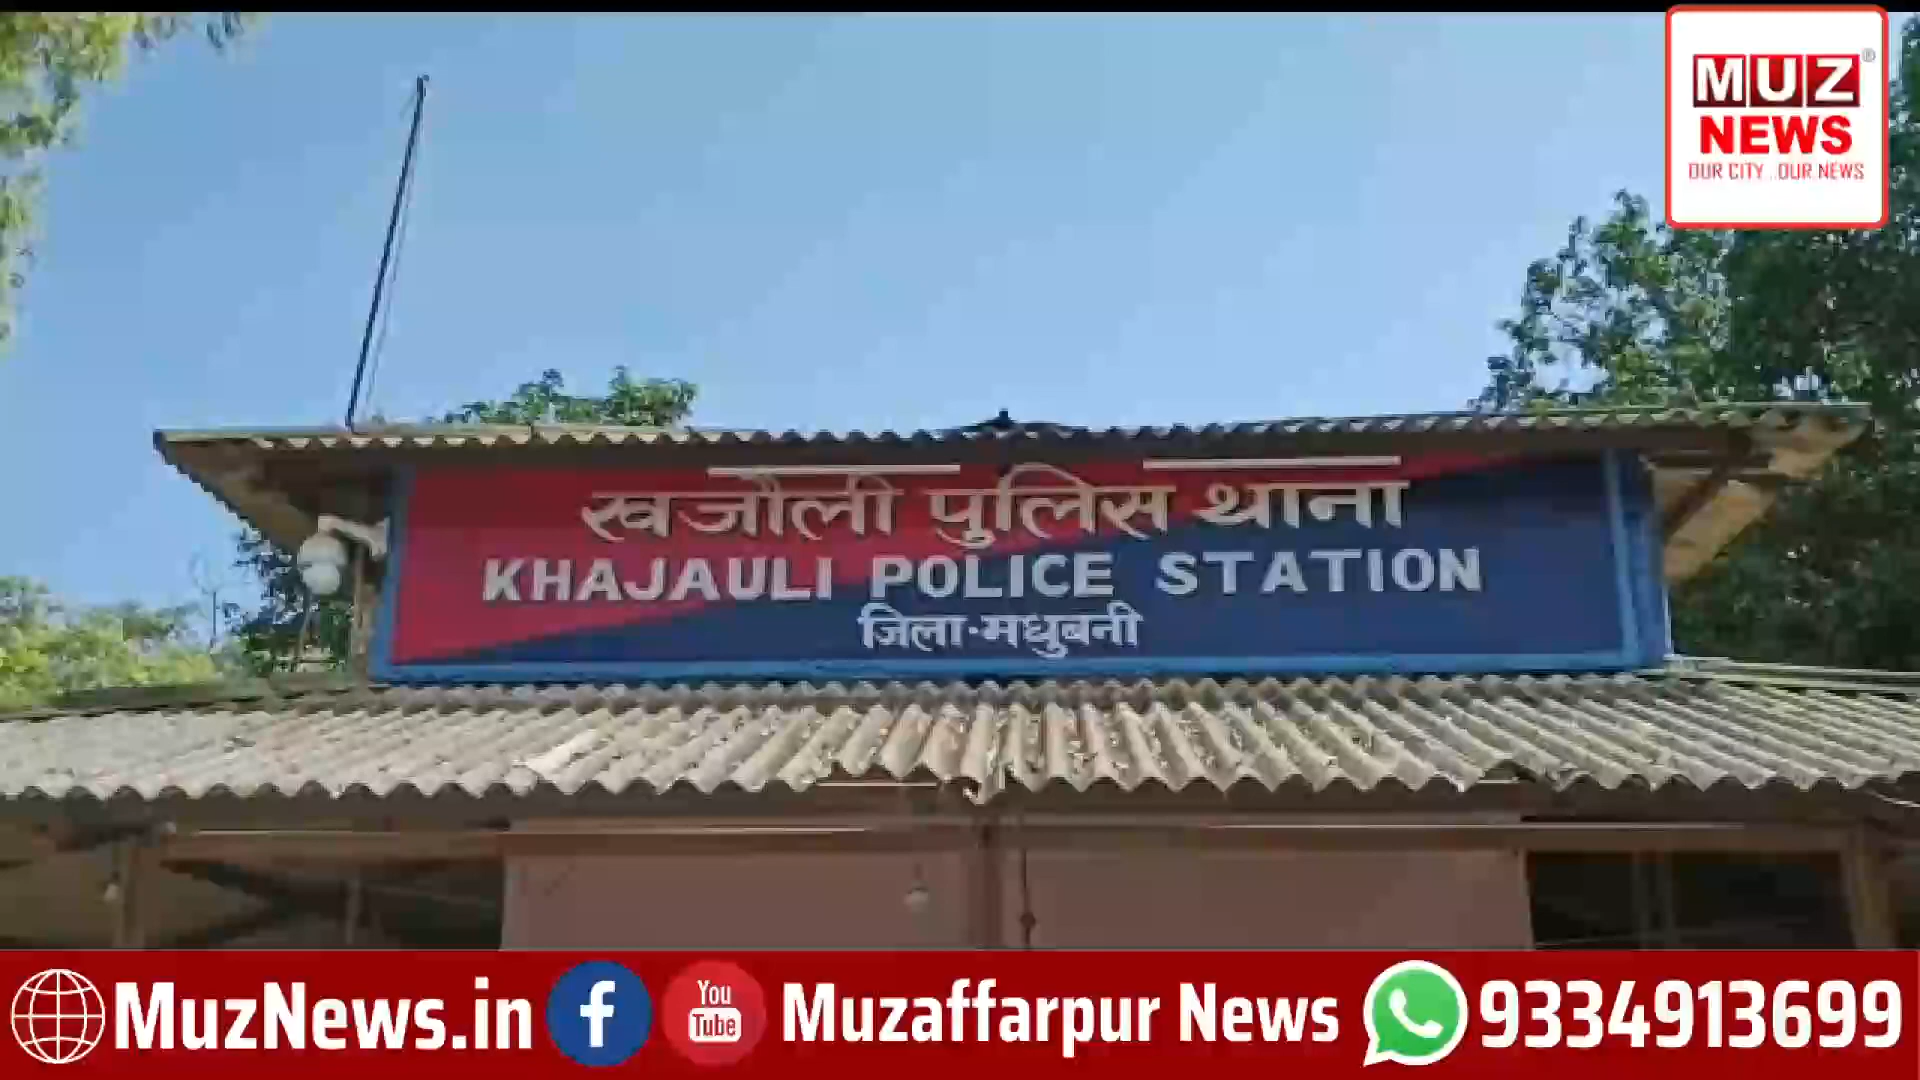 MUZ®
NEWS
OUR CITY...OUR NEWS
खजौली पुलिस थाना
KHAJAULI POLICE STATION
जिला-मधुबनी
MuzNews.in f You Tube Muzaffarpur News 9334913699